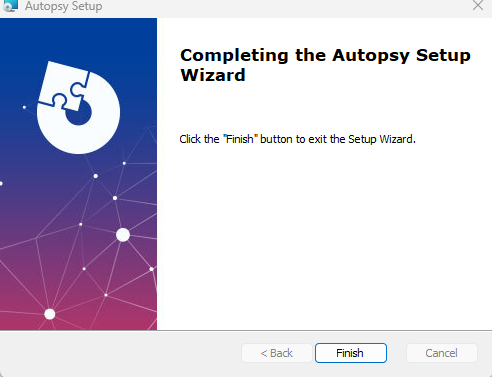 Autopsy Setup
Completing the Autopsy Setup
Wizard
Click the "Finish" button to exit the Setup Wizard.
< Back
Finish
Cancel